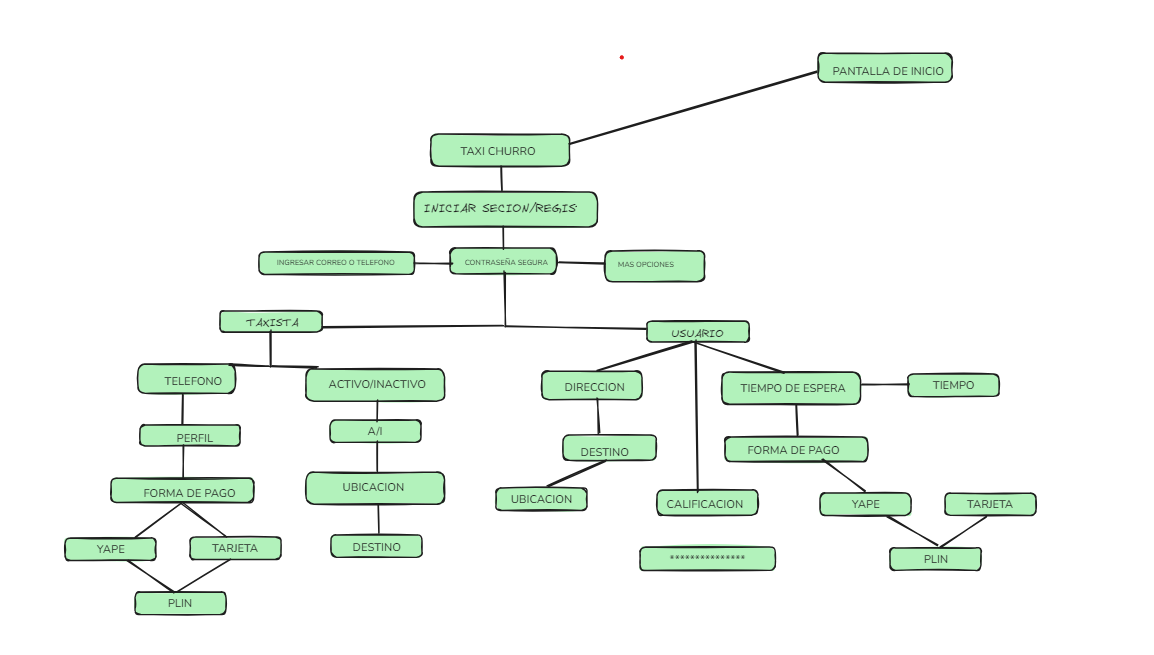 PANTALLA DE INICIO
TAXI CHURRO
INICIAR SECION/REGIS
INGRESAR CORREO O TELEFONO
CONTRASEÑA SEGURA
MAS OPCIONES
TAXISTA
USUARIO
TELEFONO
ACTIVO/INACTIVO
DIRECCION
TIEMPO DE ESPERA
TIEMPO
PERFIL
A/I
DESTINO
FORMA DE PAGO
FORMA DE PAGO
UBICACION
UBICACION
CALIFICACION
YAPE
TARJETA
YAPE
TARJETA
DESTINO
***************
PLIN
PLIN